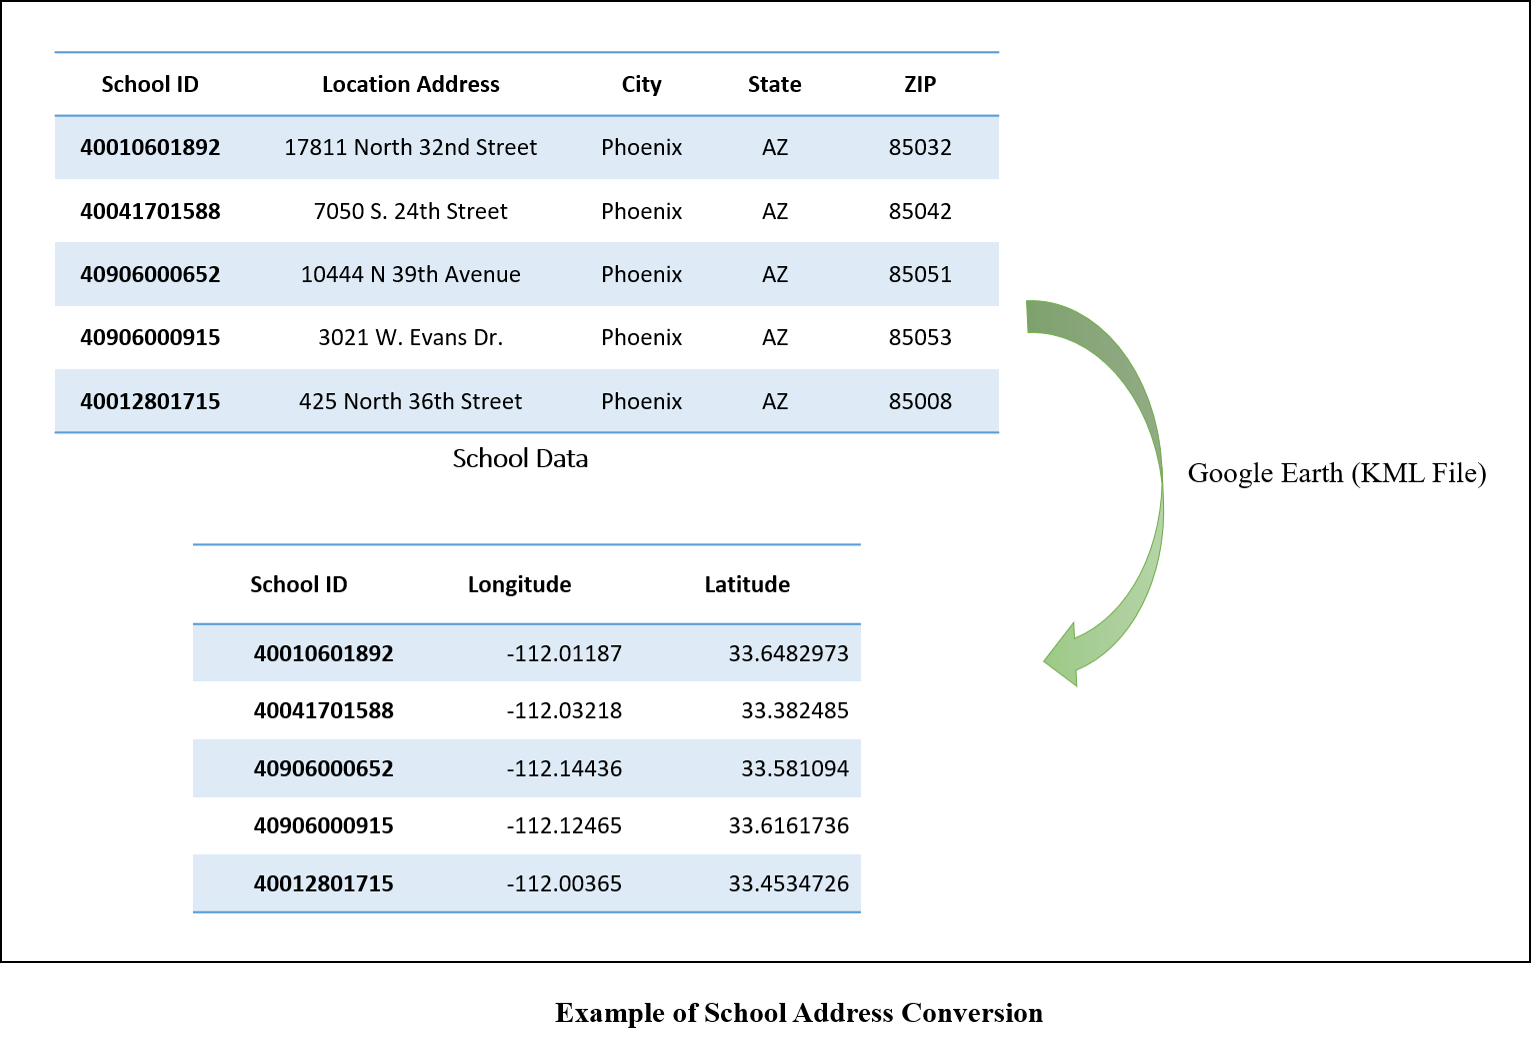 School ID Location Address City State ZIP
40010601892 17811 North 32nd Street Phoenix AZ 85032
40041701588 7050 S. 24th Street Phoenix AZ 85042
40906000652 10444 N 39th Avenue Phoenix AZ 85051
40906000915 3021 W. Evans Dr. Phoenix AZ 85053
40012801715 425 North 36th Street Phoenix AZ 85008
School Data
Google Earth (KML File)
School ID Longitude Latitude
40010601892 -112.01187 33.6482973
40041701588 -112.03218 33.382485
40906000652 -112.14436 33.581094
40906000915 -112.12465 33.6161736
40012801715 -112.00365 33.4534726
Example of School Address Conversion